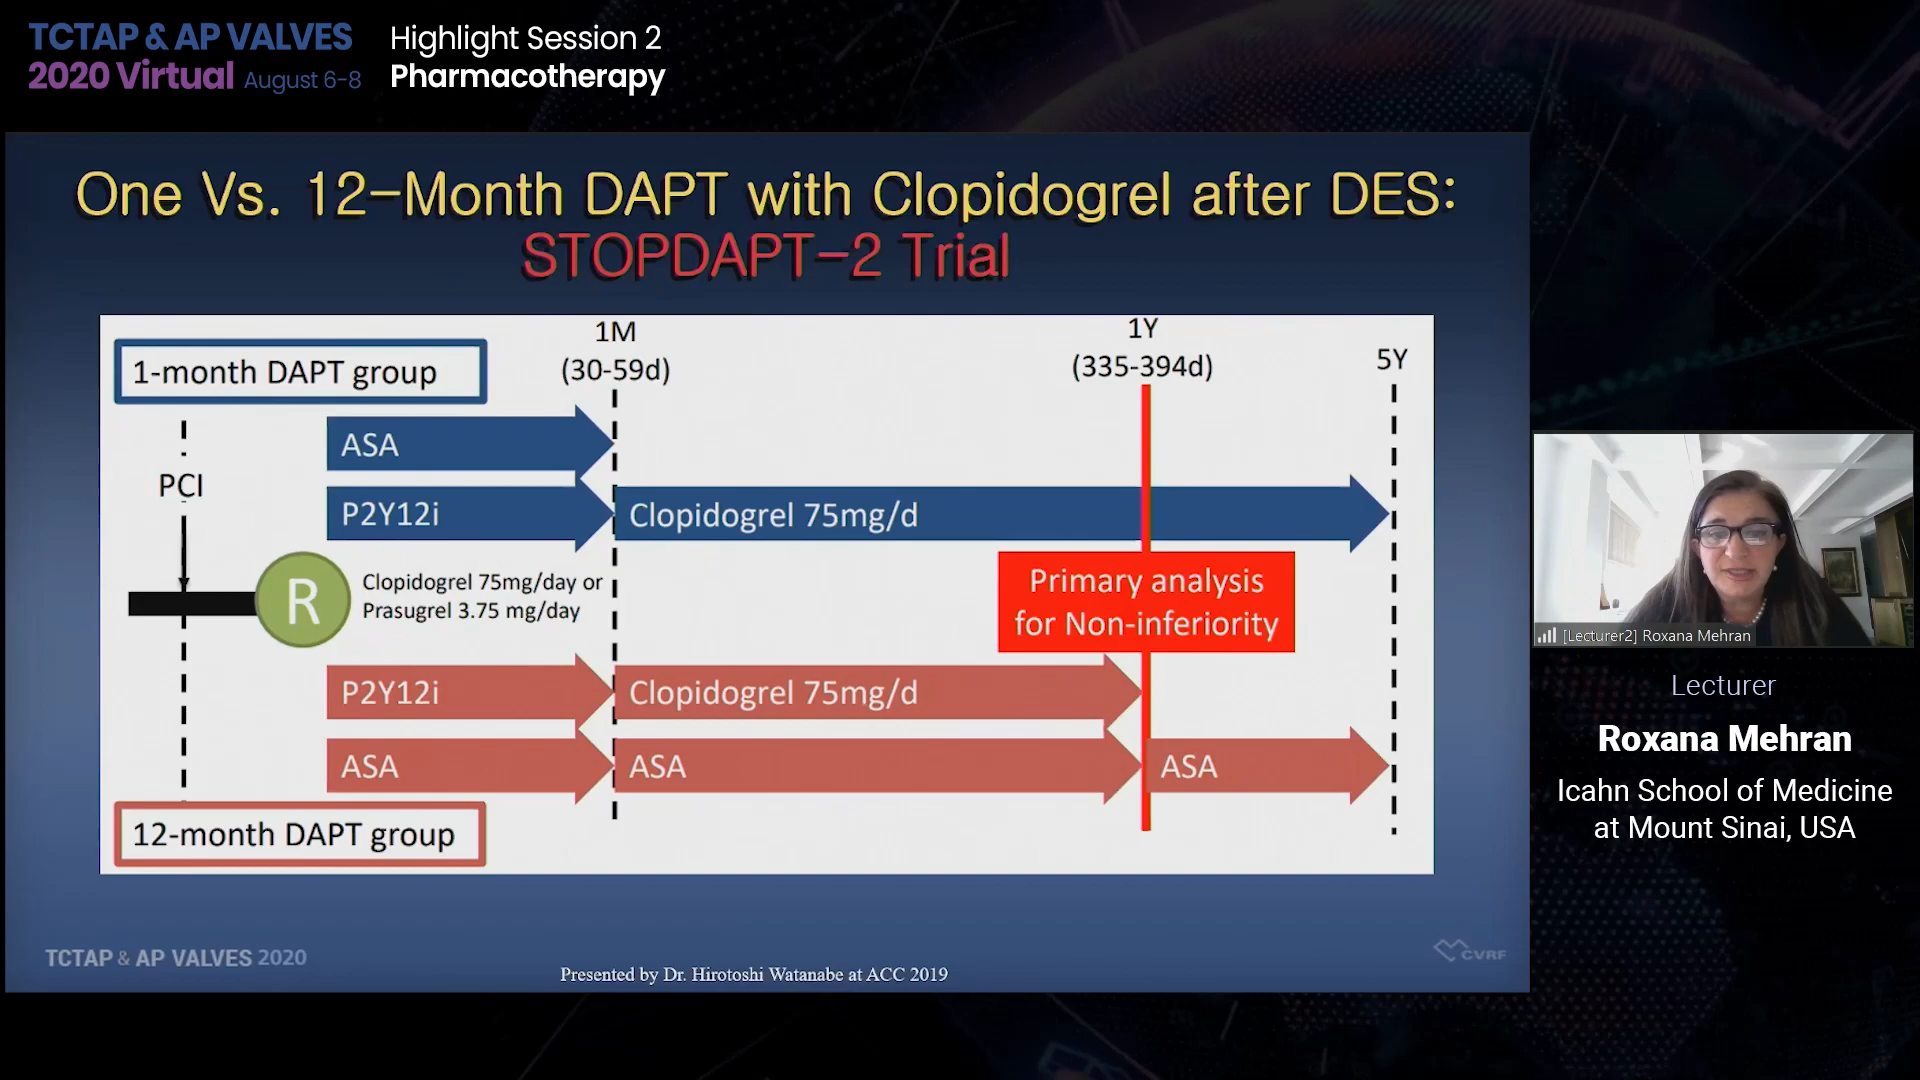 TCTAP & AP VALVES
2020 Virtual August 6-8
Highlight Session 2
Pharmacotherapy
One Vs. 12-Month DAPT with Clopidogrel after DES:
STOPDAPT-2 Trial
1M
(30-59d)
1Y
(335-394d)
5Y
1-month DAPT group
ASA
PCI
P2Y12i
Clopidogrel 75mg/d
R
Clopidogrel 75mg/day or
Prasugrel 3.75 mg/day
Primary analysis
for Non-inferiority
P2Y12i
Clopidogrel 75mg/d
ASA
ASA
ASA
12-month DAPT group
TCTAP & AP VALVES 2020
Presented by Dr. Hirotoshi Watanabe at ACC 2019
CVRF
[Lecturer2] Roxana Mehran
Lecturer
Roxana Mehran
Icahn School of Medicine
at Mount Sinai, USA